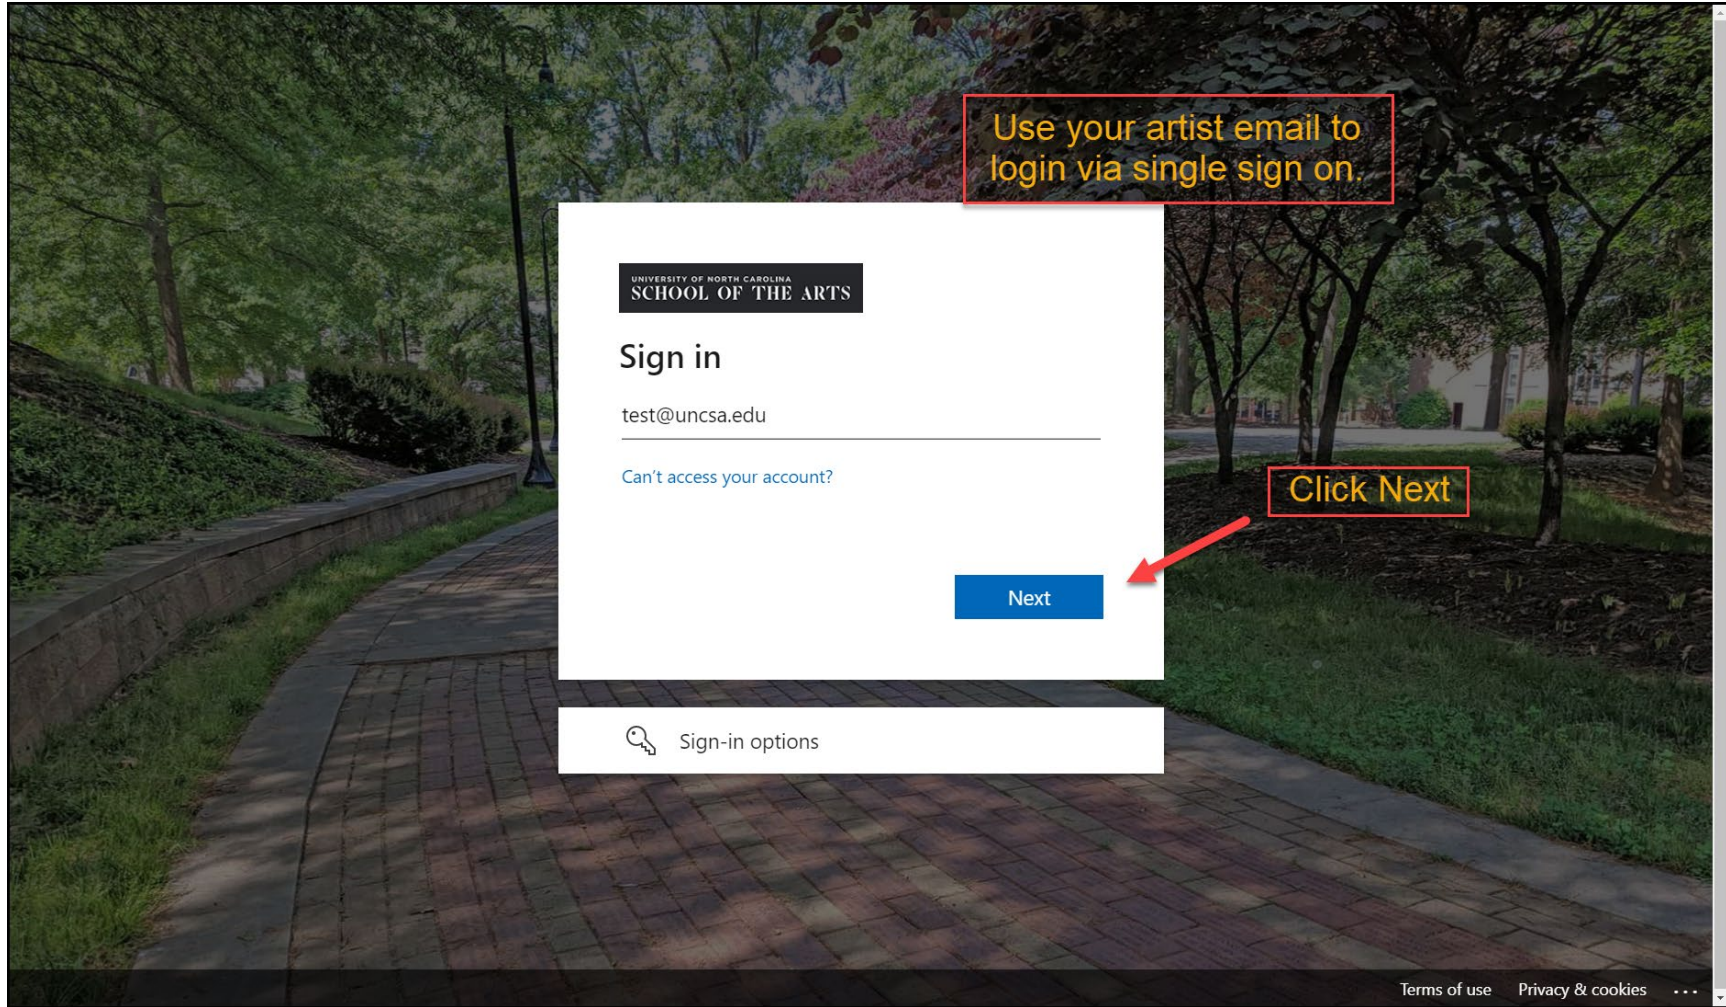 Use your artist email to
login via single sign on.
UNIVERSITY OF NORTH CAROLINA
SCHOOL OF THE ARTS
Sign in
test@uncsa.edu
Can't access your account?
Click Next
Next
Sign-in options
Terms of use Privacy & cookies ...